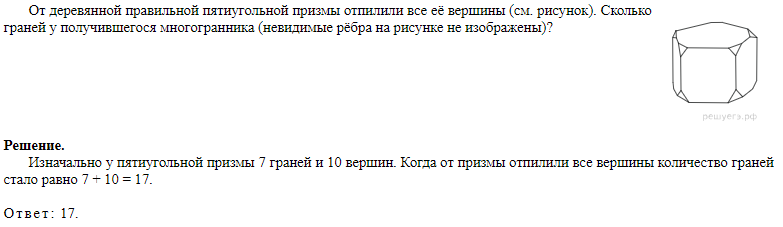 От деревянной правильной пятиугольной призмы отпилили все её вершины (см. рисунок). Сколько
граней у получившегося многогранника (невидимые рёбра на рисунке не изображены)?
решуегэ.рф
Решение.
Изначально у пятиугольной призмы 7 граней и 10 вершин. Когда от призмы отпилили все вершины количество граней
стало равно 7 + 10 = 17.
Ответ: 17.